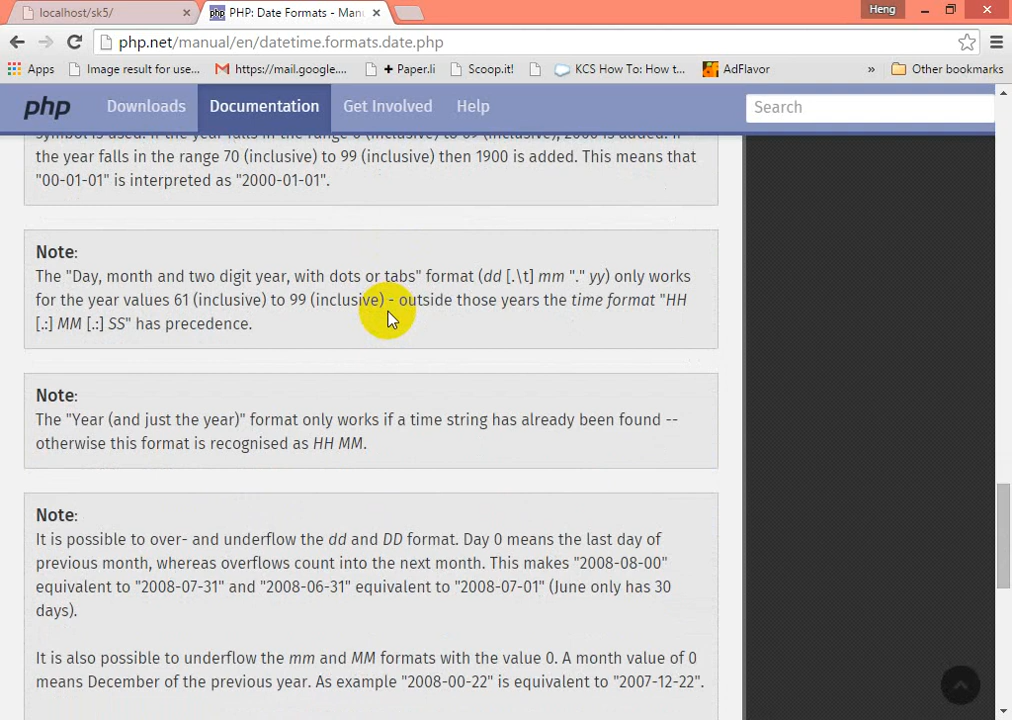 localhost/sk5/
PHP: Date Formats - Manu
Heng
php.net/manual/en/datetime.formats.date.php
Apps
Image result for use...
https://mail.google....
+ Paper.li
Scoop.it!
KCS How To: How t...
AdFlavor
»
Other bookmarks
php
Downloads
Documentation
Get Involved
Help
Search
symbol is used. If the year falls in the range 0 (inclusive) to 69 (inclusive), 2000 is added. If
the year falls in the range 70 (inclusive) to 99 (inclusive) then 1900 is added. This means that
"00-01-01" is interpreted as "2000-01-01".
Note:
The "Day, month and two digit year, with dots or tabs" format (dd [.\t] mm "." yy) only works
for the year values 61 (inclusive) to 99 (inclusive) - outside those years the time format "HH
[.:] MM [.:] SS" has precedence.
Note:
The "Year (and just the year)" format only works if a time string has already been found --
otherwise this format is recognised as HH MM.
Note:
It is possible to over- and underflow the dd and DD format. Day 0 means the last day of
previous month, whereas overflows count into the next month. This makes "2008-08-00"
equivalent to "2008-07-31" and "2008-06-31" equivalent to "2008-07-01" (June only has 30
days).
It is also possible to underflow the mm and MM formats with the value 0. A month value of 0
means December of the previous year. As example "2008-00-22" is equivalent to "2007-12-22".